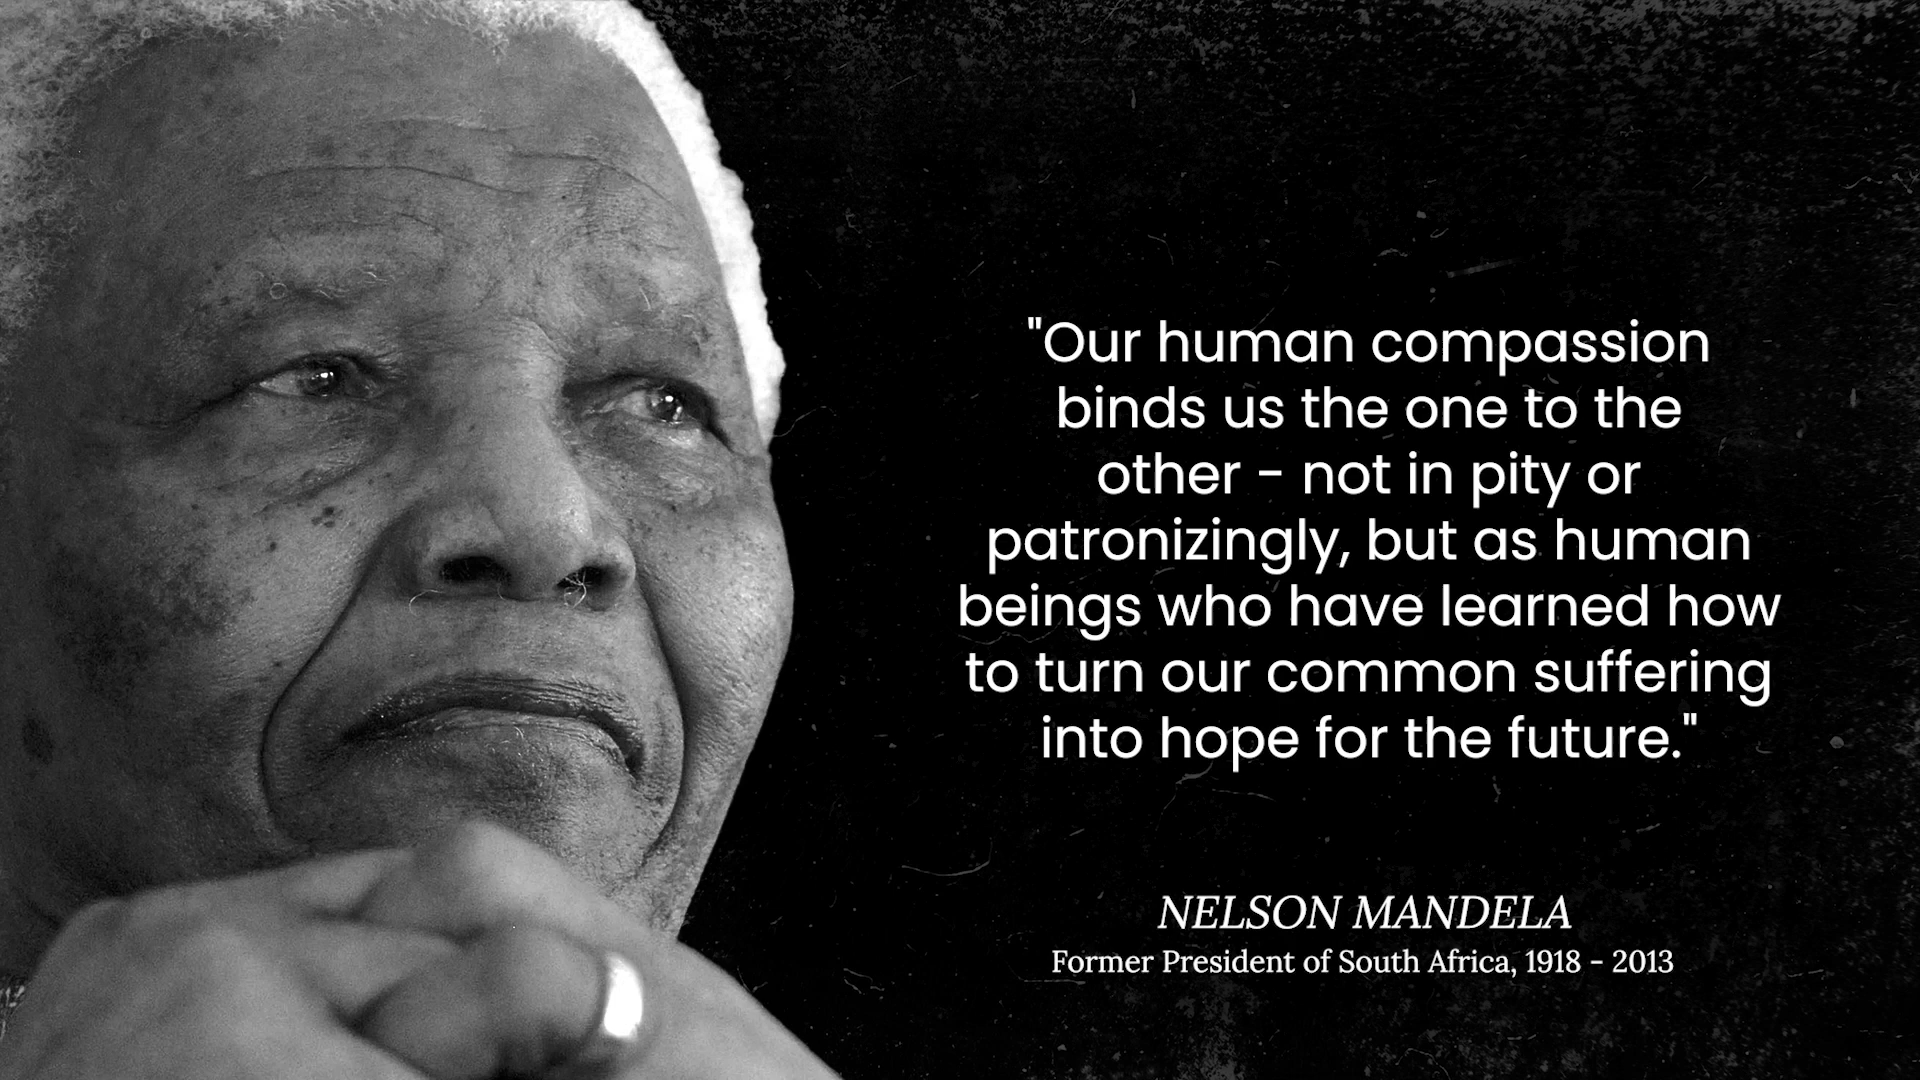 "Our human compassion
binds us the one to the
other - not in pity or
patronizingly, but as human
beings who have learned how
to turn our common suffering
into hope for the future."
NELSON MANDELA
Former President of South Africa, 1918 - 2013